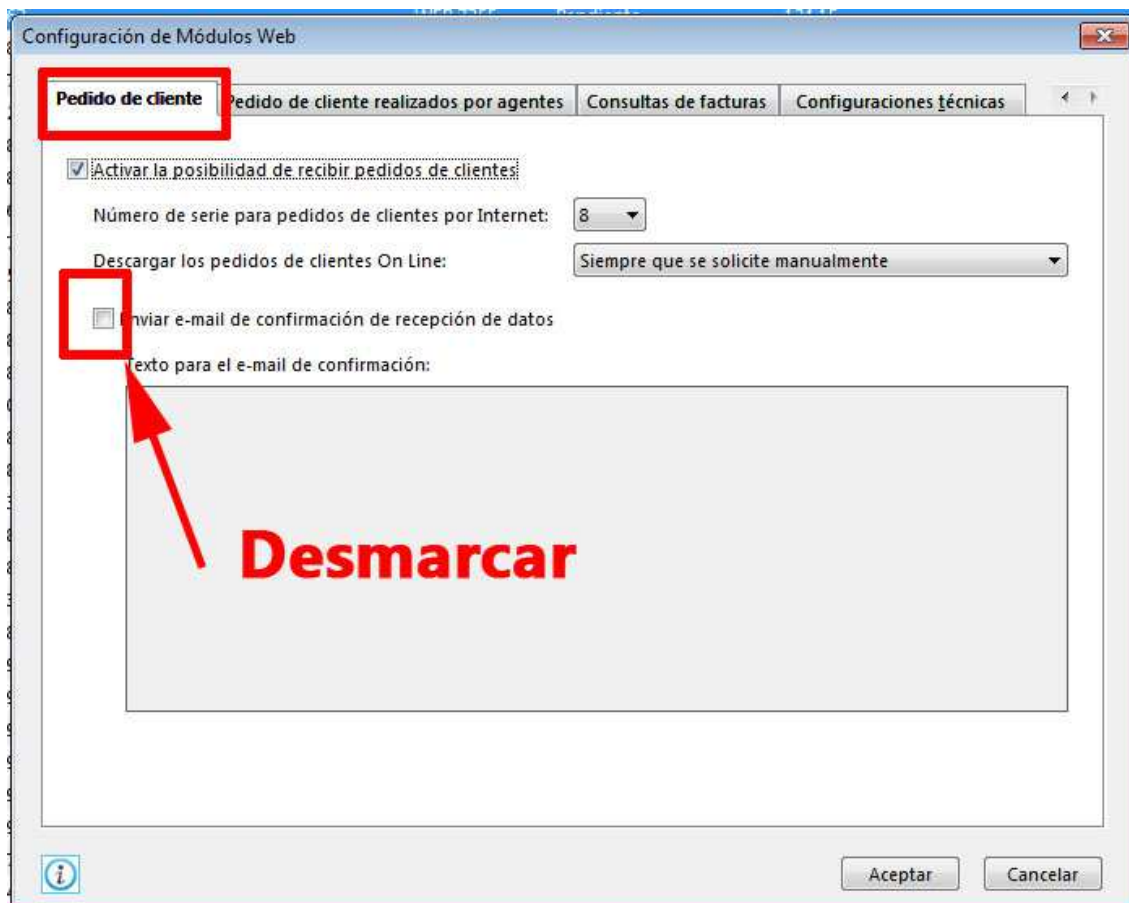 Configuración de Módulos Web
Pedido de cliente
Pedido de cliente realizados por agentes
Consultas de facturas
Configuraciones técnicas
Activar la posibilidad de recibir pedidos de clientes
Número de serie para pedidos de clientes por Internet:
8
Descargar los pedidos de clientes On Line:
Siempre que se solicite manualmente
Enviar e-mail de confirmación de recepción de datos
Texto para el e-mail de confirmación:
Desmarcar
Aceptar
Cancelar